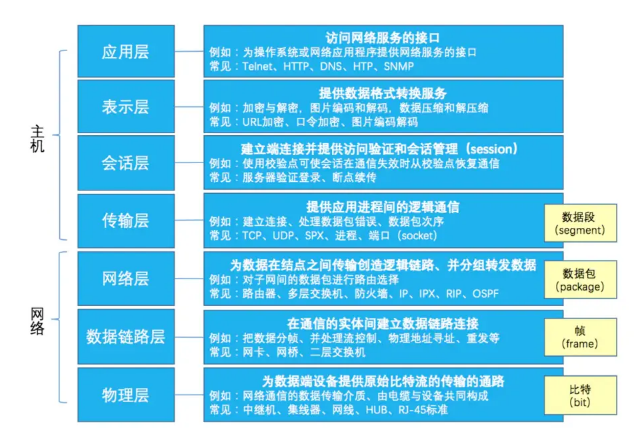 应用层
访问网络服务的接口
例如：为操作系统或网络应用程序提供网络服务的接口
常见：Telnet、HTTP、DNS、HTP、SNMP
表示层
提供数据格式转换服务
例如：加密与解密，图片编码和解码，数据压缩和解压缩
常见：URL加密、口令加密、图片编码解码
主机
会话层
建立端连接并提供访问验证和会话管理（session）
例如：使用校验点可使会话在通信失效时从校验点恢复通信
常见：服务器验证登录、断点续传
传输层
提供应用进程间的逻辑通信
例如：建立连接、处理数据包错误、数据包次序
常见：TCP、UDP、SPX、进程、端口（socket）
数据段
（segment）
网络层
为数据在结点之间传输创造逻辑链路、并分组转发数据
例如：对子网间的数据包进行路由选择
常见：路由器、多层交换机、防火墙、IP、IPX、RIP、OSPF
数据包
（package）
网络
数据链路层
在通信的实体间建立数据链路连接
例如：把数据分帧、并处理流控制、物理地址寻址、重发等
常见：网卡、网桥、二层交换机
帧
（frame）
物理层
为数据端设备提供原始比特流的传输的通路
例如：网络通信的数据传输介质、由电缆与设备共同构成
常见：中继机、集线器、网线、HUB、RJ-45标准
比特
（bit）